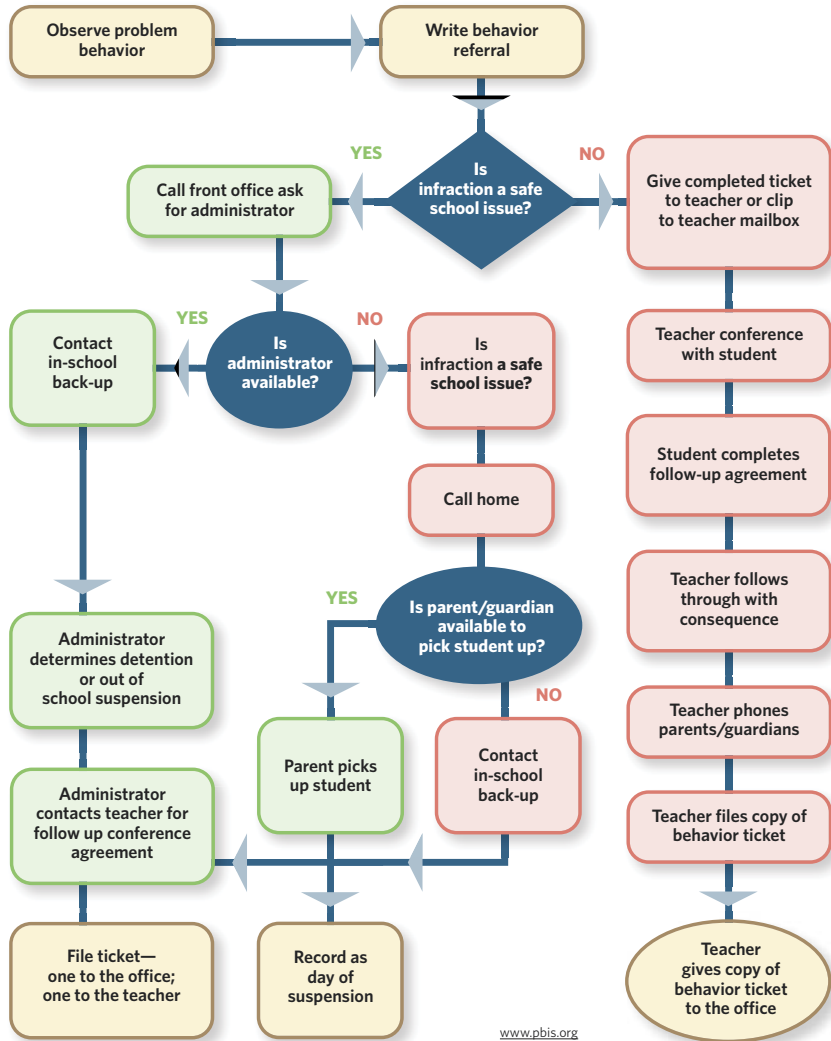 Observe problem
behavior
Write behavior
referral
Is
infraction a safe
school issue?
YES
NO
Call front office ask
for administrator
Give completed ticket
to teacher or clip
to teacher mailbox
Is
administrator
available?
YES
NO
Contact
in-school
back-up
Is
infraction a safe
school issue?
Teacher conference
with student
Call home
Student completes
follow-up agreement
Is parent/guardian
available to
pick student up?
YES
NO
Teacher follows
through with
consequence
Administrator
determines detention
or out of
school suspension
Parent picks
up student
Contact
in-school
back-up
Teacher phones
parents/guardians
Administrator
contacts teacher for
follow up conference
agreement
Teacher files copy of
behavior ticket
File ticket—
one to the office;
one to the teacher
Record as
day of
suspension
Teacher
gives copy of
behavior ticket
to the office
www.pbis.org